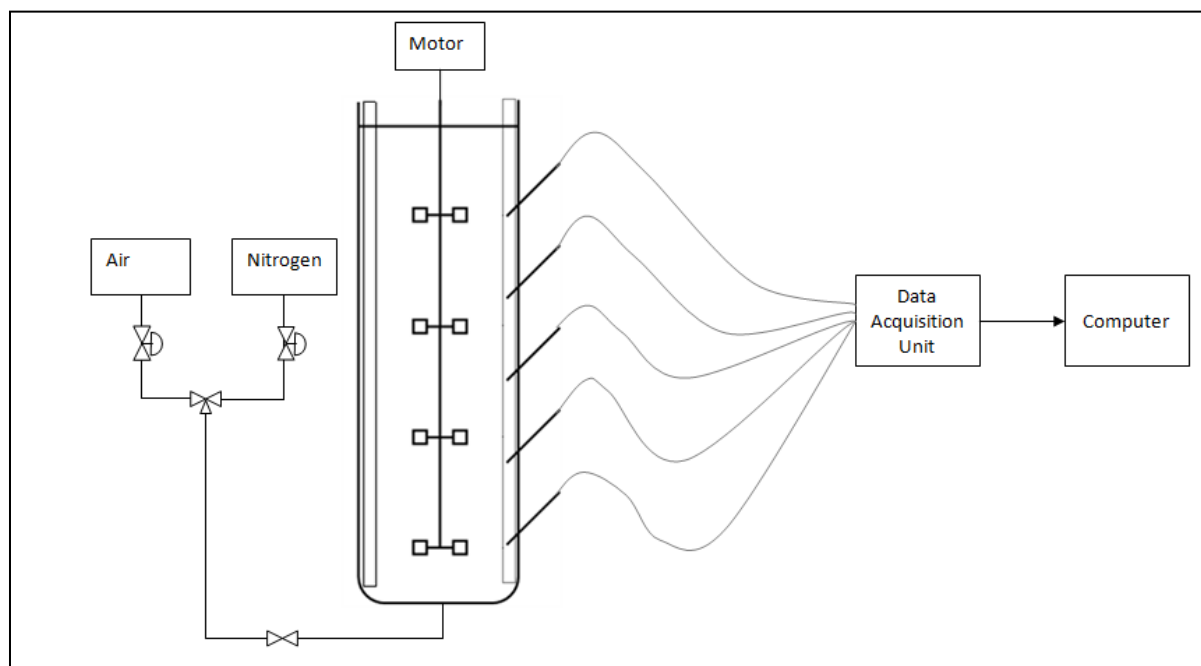 Motor
Air
Nitrogen
Data
Acquisition
Unit
Computer